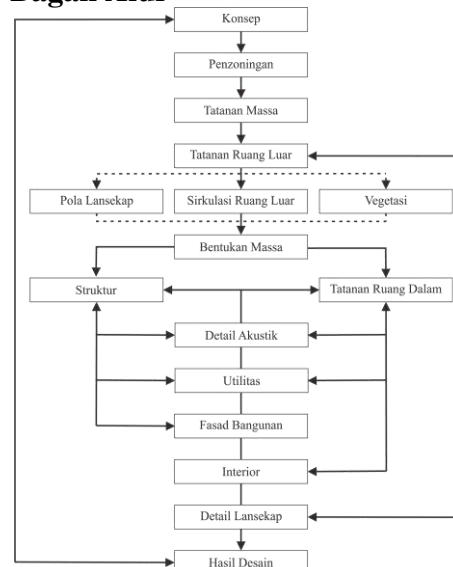 Bagan Alur
Konsep
Penzoningan
Tatanan Massa
Tatanan Ruang Luar
Pola Lansekap
Sirkulasi Ruang Luar
Vegetasi
Bentukan Massa
Struktur
Tatanan Ruang Dalam
Detail Akustik
Utilitas
Fasad Bangunan
Interior
Detail Lansekap
Hasil Desain